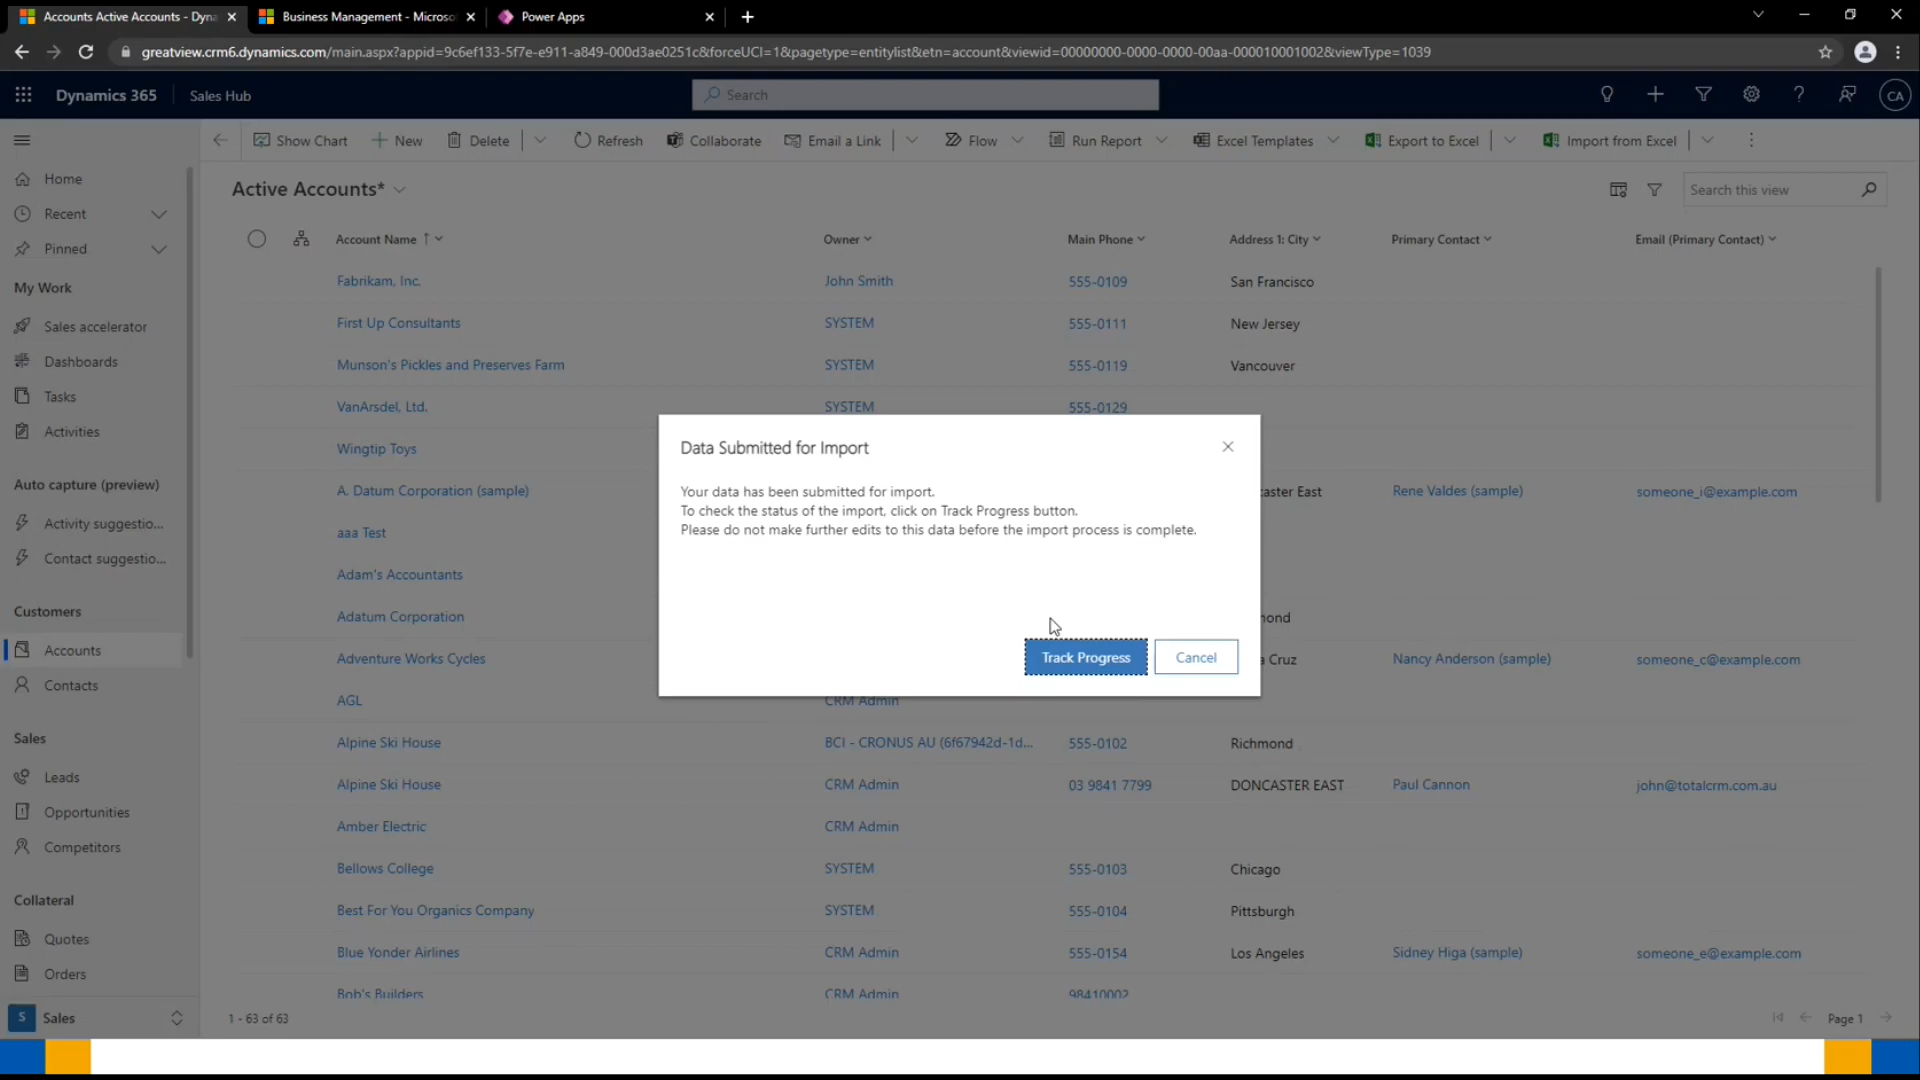 Accounts Active Accounts - Dyna
Business Management - Microso
Power Apps
greatview.crm6.dynamics.com/main.aspx?appid=9c6ef133-5f7e-e911-a849-000d3ae0251c&forceUCI=1&pagetype=entitylist&etn=account&viewid=00000000-0000-0000-00aa-000010001002&viewType=1039
Dynamics 365
Sales Hub
Search
CA
Show Chart
New
Delete
Refresh
Collaborate
Email a Link
Flow
Run Report
Excel Templates
Export to Excel
Import from Excel
Home
Recent
Pinned
My Work
Sales accelerator
Dashboards
Tasks
Activities
Auto capture (preview)
Activity suggestio...
Contact suggestio...
Customers
Accounts
Contacts
Sales
Leads
Opportunities
Competitors
Collateral
Quotes
Orders
S Sales
Active Accounts*
Search this view
Account Name Owner Main Phone Address 1: City Primary Contact Email (Primary Contact)
Fabrikam, Inc. John Smith 555-0109 San Francisco
First Up Consultants SYSTEM 555-0111 New Jersey
Munson's Pickles and Preserves Farm SYSTEM 555-0119 Vancouver
VanArsdel, Ltd. SYSTEM 555-0129
Wingtip Toys
A. Datum Corporation (sample) caster East Rene Valdes (sample) someone_i@example.com
aaa Test
Adam's Accountants
Adatum Corporation ond
Adventure Works Cycles a Cruz Nancy Anderson (sample) someone_c@example.com
AGL CRM Admin
Alpine Ski House BCI - CRONUS AU (6f67942d-1d... 555-0102 Richmond
Alpine Ski House CRM Admin 03 9841 7799 DONCASTER EAST Paul Cannon john@totalcrm.com.au
Amber Electric CRM Admin
Bellows College SYSTEM 555-0103 Chicago
Best For You Organics Company SYSTEM 555-0104 Pittsburgh
Blue Yonder Airlines CRM Admin 555-0154 Los Angeles Sidney Higa (sample) someone_e@example.com
Bob's Builders CRM Admin 98410002
1 - 63 of 63
Page 1
Data Submitted for Import
Your data has been submitted for import.
To check the status of the import, click on Track Progress button.
Please do not make further edits to this data before the import process is complete.
Track Progress
Cancel